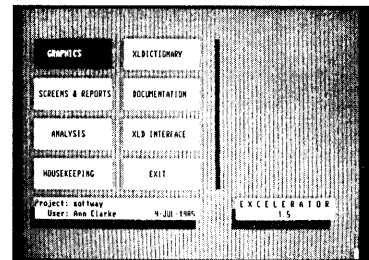 GRAPHICS
XLDICTIONARY
SCREENS & REPORTS
DOCUMENTATION
ANALYSIS
XLD INTERFACE
HOUSEKEEPING
EXIT
Project: softway
User: Ann Clarke 9-JUL-1985
EXCELERATOR
1.5